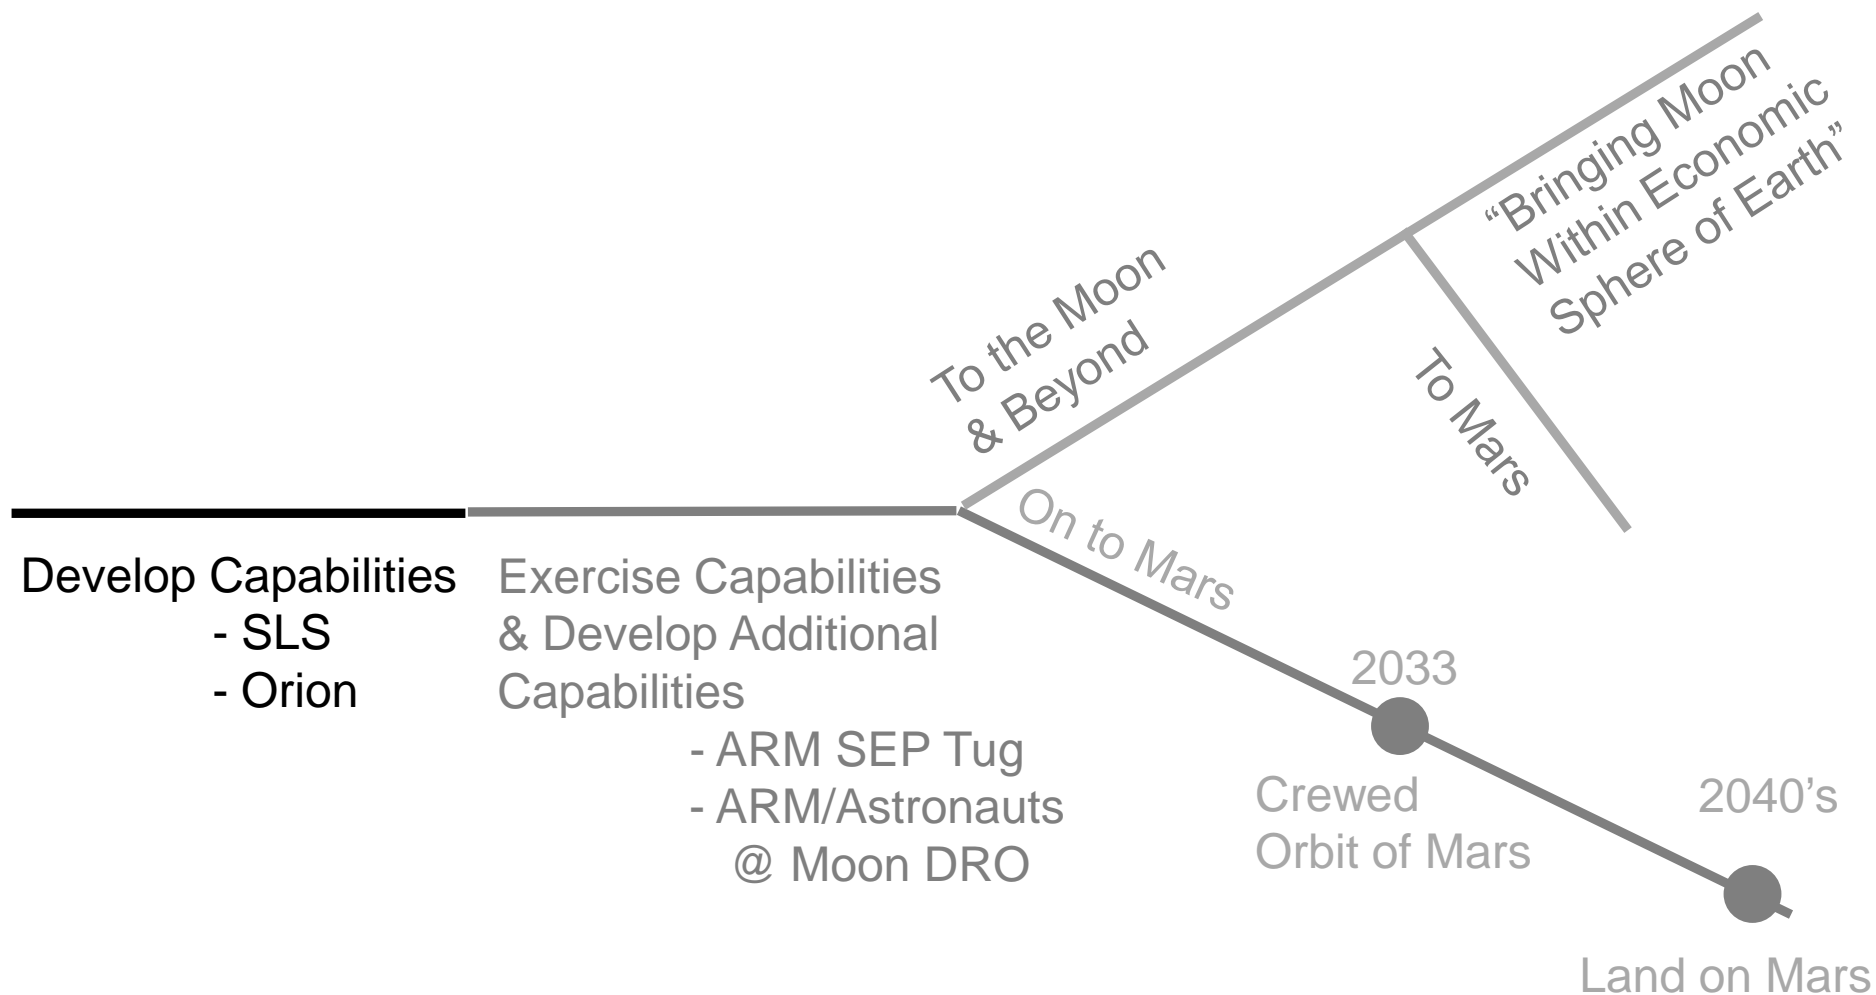 Develop Capabilities
- SLS
- Orion
Exercise Capabilities
& Develop Additional
Capabilities
- ARM SEP Tug
- ARM/Astronauts
@ Moon DRO
To the Moon
& Beyond
“Bringing Moon
Within Economic
Sphere of Earth”
To Mars
On to Mars
2033
Crewed
Orbit of Mars
2040’s
Land on Mars